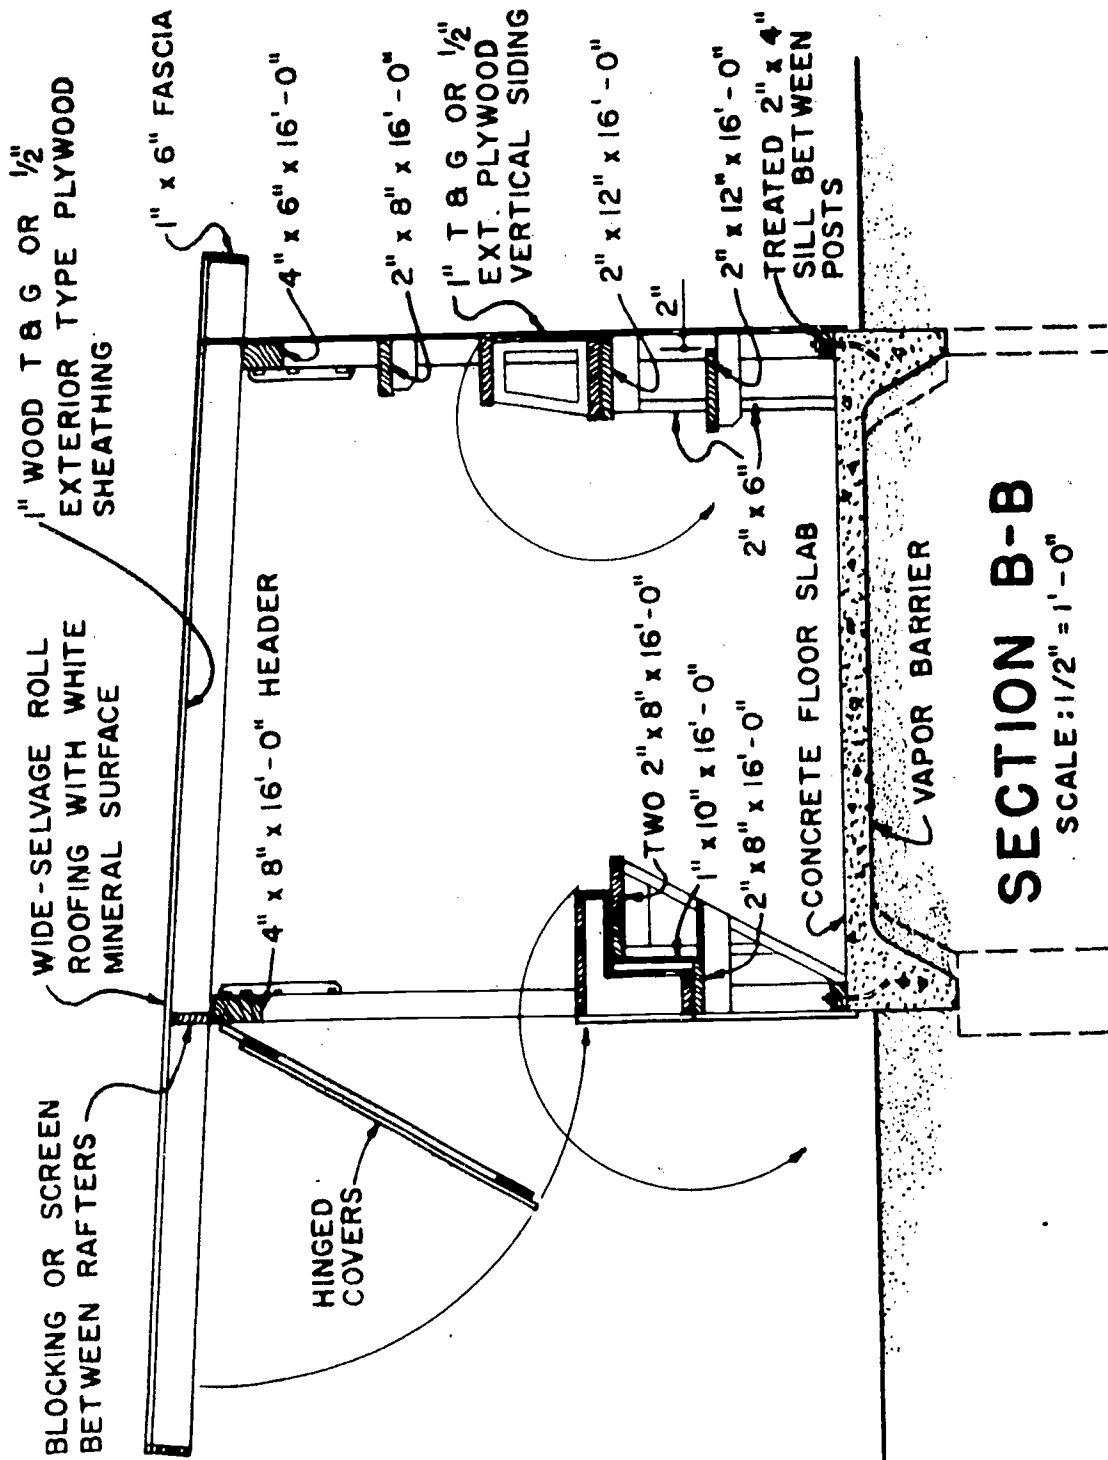 BLOCKING OR SCREEN
BETWEEN RAFTERS
WIDE-SELVAGE ROLL
ROOFING WITH WHITE
MINERAL SURFACE
1" WOOD T & G OR 1/2"
EXTERIOR TYPE PLYWOOD
SHEATHING
1" x 6" FASCIA
4" x 8" x 16'-0" HEADER
4" x 6" x 16'-0"
2" x 8" x 16'-0"
HINGED
COVERS
1" T & G OR 1/2"
EXT. PLYWOOD
VERTICAL SIDING
2" x 12" x 16'-0"
2"
2" x 12" x 16'-0"
TREATED 2" x 4"
SILL BETWEEN
POSTS
TWO 2" x 8" x 16'-0"
1" x 10" x 16'-0"
2" x 8" x 16'-0"
2" x 6"
CONCRETE FLOOR SLAB
VAPOR BARRIER
SECTION B-B
SCALE: 1/2" = 1'-0"